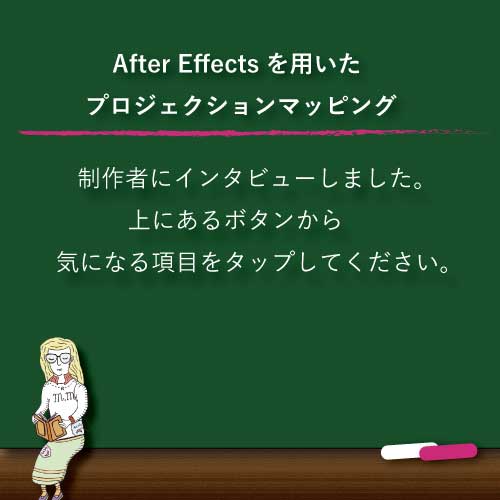 After Effects を用いた
プロジェクションマッピング
制作者にインタビューしました。
上にあるボタンから
気になる項目をタップしてください。